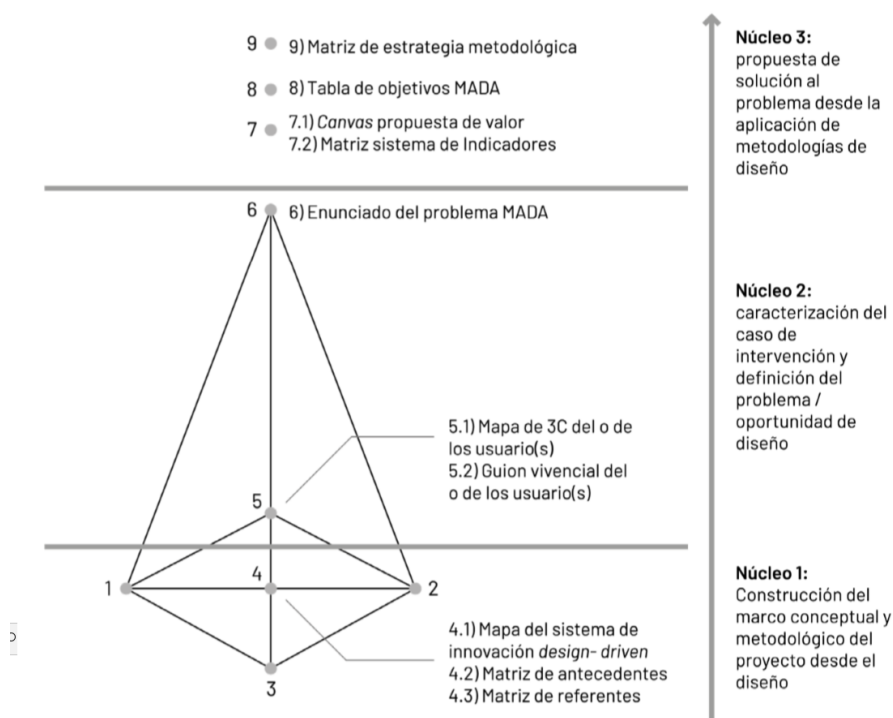 9 9) Matriz de estrategia metodológica
8 8) Tabla de objetivos MADA
7 7.1) Canvas propuesta de valor
7.2) Matriz sistema de Indicadores
Núcleo 3:
propuesta de
solución al
problema desde la
aplicación de
metodologías de
diseño
6 6) Enunciado del problema MADA
5.1) Mapa de 3C del o de
los usuario(s)
5.2) Guion vivencial del
o de los usuario(s)
5
Núcleo 2:
caracterización del
caso de
intervención y
definición del
problema /
oportunidad de
diseño
1
4
2
4.1) Mapa del sistema de
innovación design- driven
4.2) Matriz de antecedentes
4.3) Matriz de referentes
3
Núcleo 1:
Construcción del
marco conceptual y
metodológico del
proyecto desde el
diseño